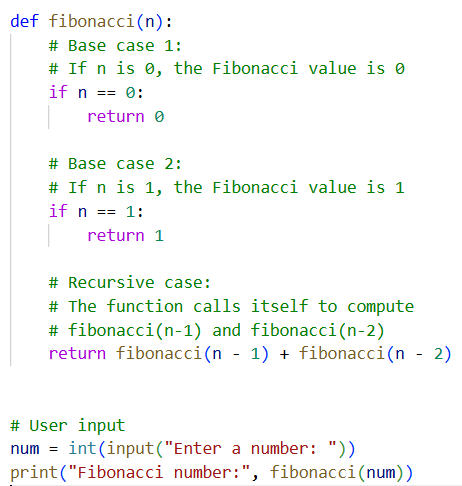 def fibonacci(n):
    # Base case 1:
    # If n is 0, the Fibonacci value is 0
    if n == 0:
        return 0

    # Base case 2:
    # If n is 1, the Fibonacci value is 1
    if n == 1:
        return 1

    # Recursive case:
    # The function calls itself to compute
    # fibonacci(n-1) and fibonacci(n-2)
    return fibonacci(n - 1) + fibonacci(n - 2)


# User input
num = int(input("Enter a number: "))
print("Fibonacci number:", fibonacci(num))